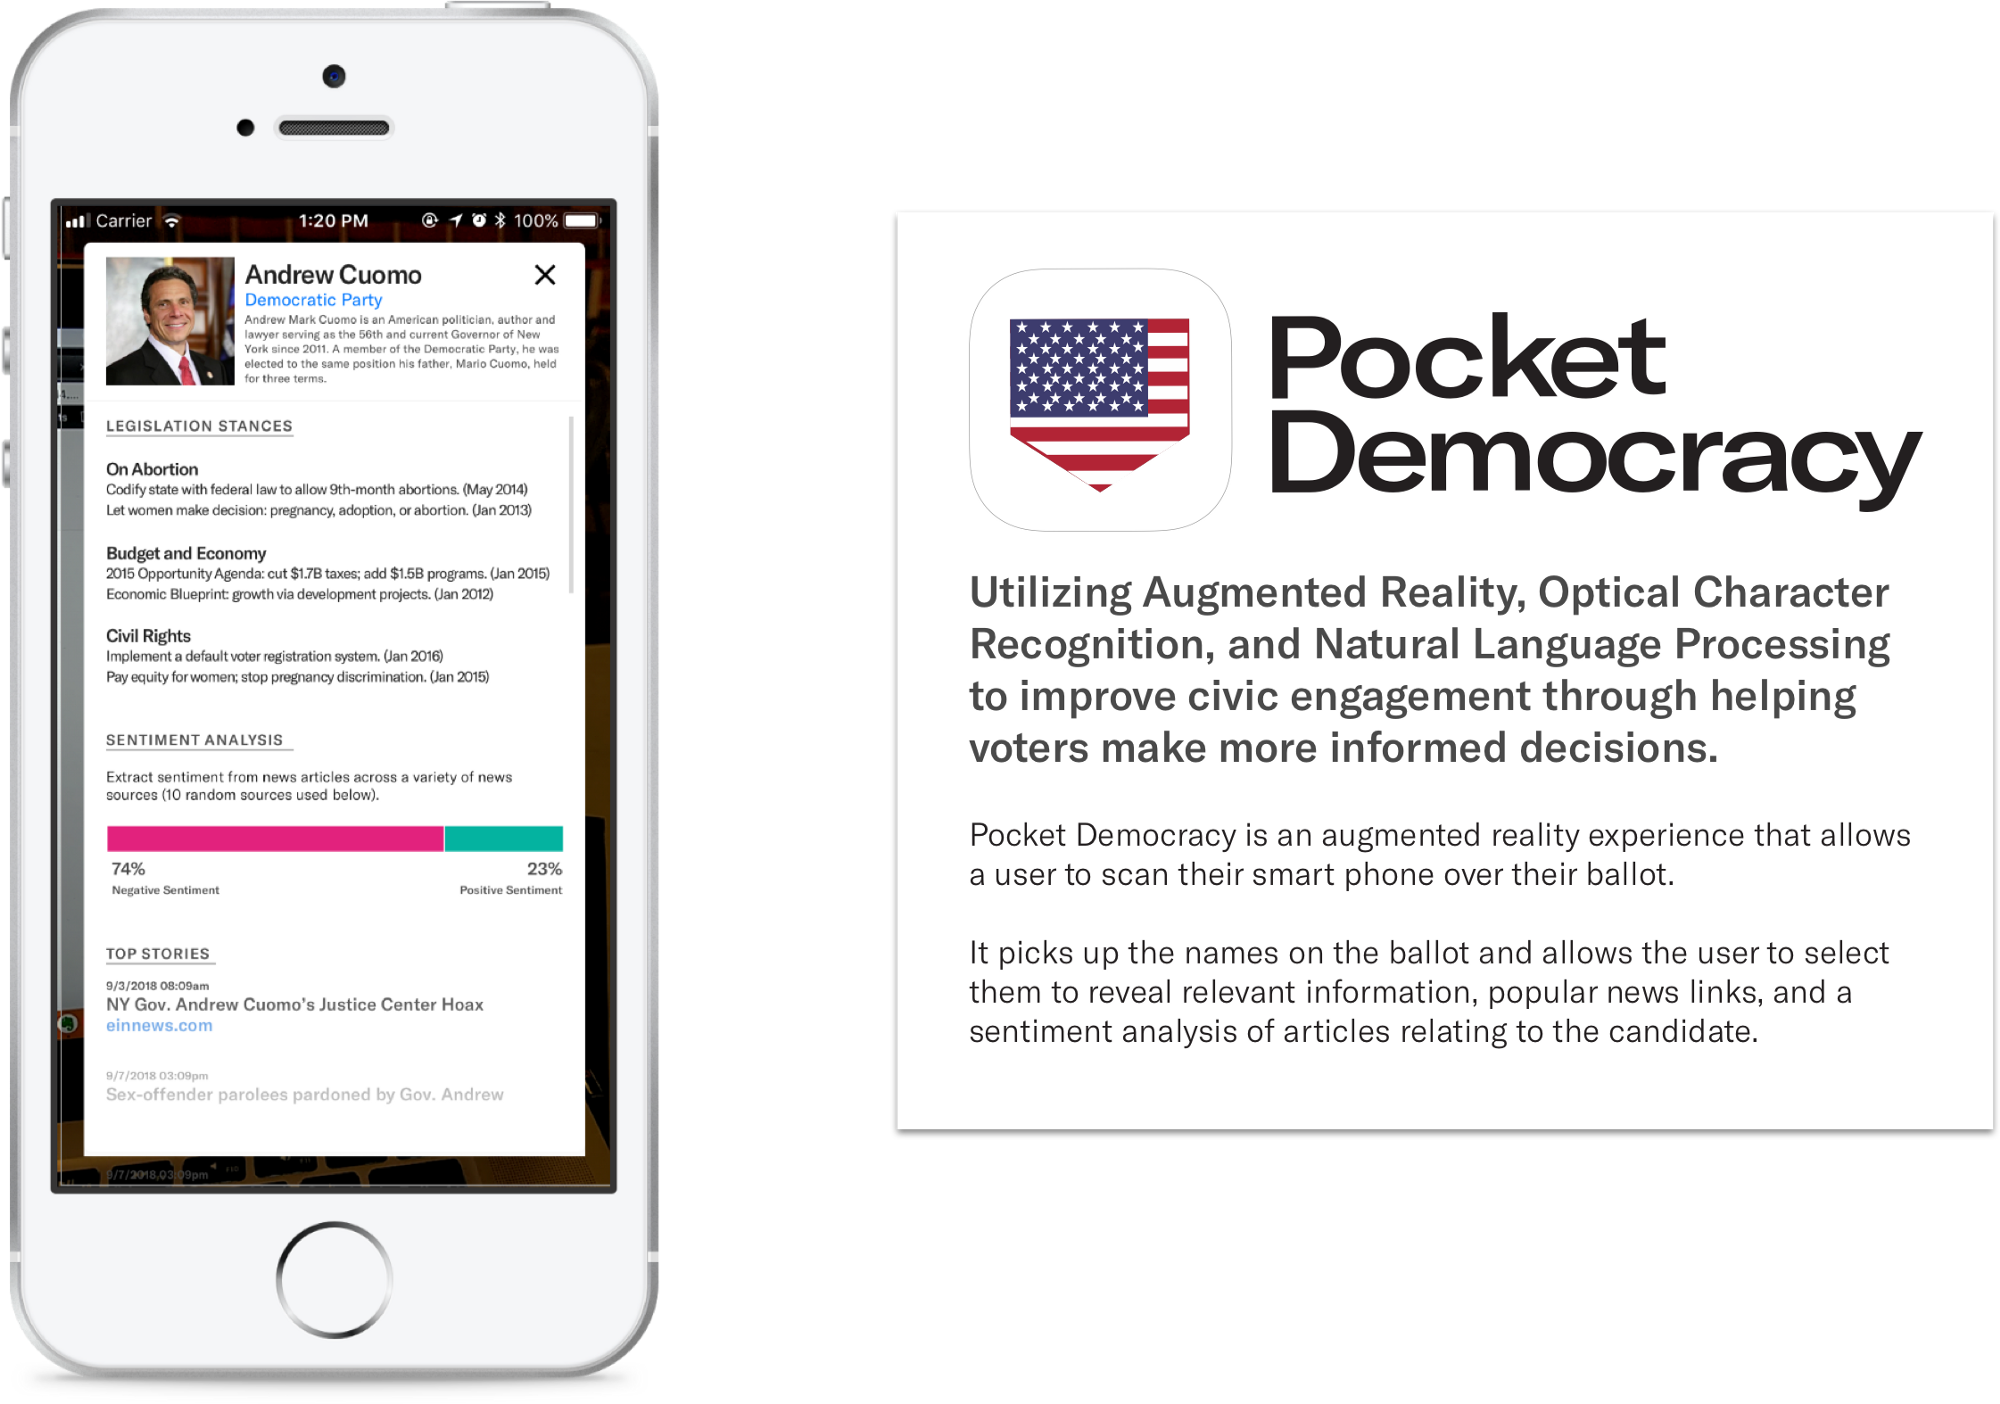 Carrier 1:20 PM 100%
Andrew Cuomo
Democratic Party
Andrew Mark Cuomo is an American politician, author and
lawyer serving as the 56th and current Governor of New
York since 2011. A member of the Democratic Party, he was
elected to the same position his father, Mario Cuomo, held
for three terms.
LEGISLATION STANCES
On Abortion
Codify state with federal law to allow 9th-month abortions. (May 2014)
Let women make decision: pregnancy, adoption, or abortion. (Jan 2013)
Budget and Economy
2015 Opportunity Agenda: cut $1.7B taxes; add $1.5B programs. (Jan 2015)
Economic Blueprint: growth via development projects. (Jan 2012)
Civil Rights
Implement a default voter registration system. (Jan 2016)
Pay equity for women; stop pregnancy discrimination. (Jan 2015)
SENTIMENT ANALYSIS
Extract sentiment from news articles across a variety of news
sources (10 random sources used below).
74% 23%
Negative Sentiment Positive Sentiment
TOP STORIES
9/3/2018 08:09am
NY Gov. Andrew Cuomo's Justice Center Hoax
einnews.com
9/7/2018 03:09pm
Sex-offender parolees pardoned by Gov. Andrew
9/7/2018,03:09pm
Pocket
Democracy
Utilizing Augmented Reality, Optical Character
Recognition, and Natural Language Processing
to improve civic engagement through helping
voters make more informed decisions.
Pocket Democracy is an augmented reality experience that allows
a user to scan their smart phone over their ballot.
It picks up the names on the ballot and allows the user to select
them to reveal relevant information, popular news links, and a
sentiment analysis of articles relating to the candidate.